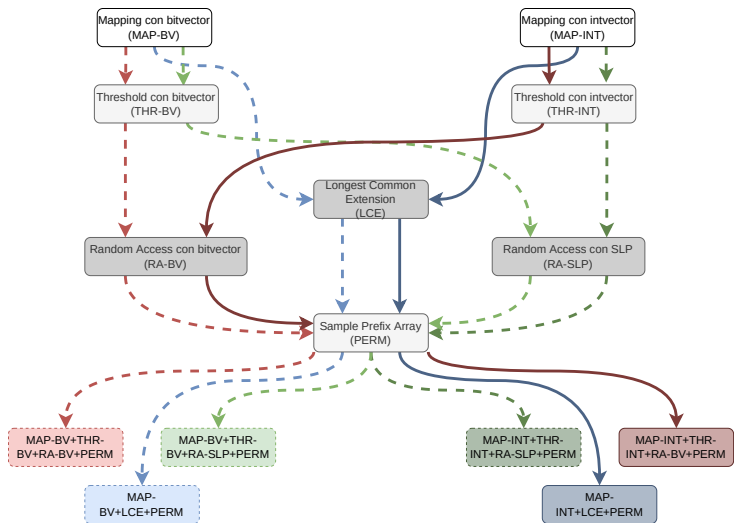 Mapping con bitvector
(MAP-BV)
Mapping con intvector
(MAP-INT)
Threshold con bitvector
(THR-BV)
Threshold con intvector
(THR-INT)
Longest Common
Extension
(LCE)
Random Access con bitvector
(RA-BV)
Random Access con SLP
(RA-SLP)
Sample Prefix Array
(PERM)
MAP-BV+THR-
BV+RA-BV+PERM
MAP-BV+THR-
BV+RA-SLP+PERM
MAP-INT+THR-
INT+RA-SLP+PERM
MAP-INT+THR-
INT+RA-BV+PERM
MAP-
BV+LCE+PERM
MAP-
INT+LCE+PERM